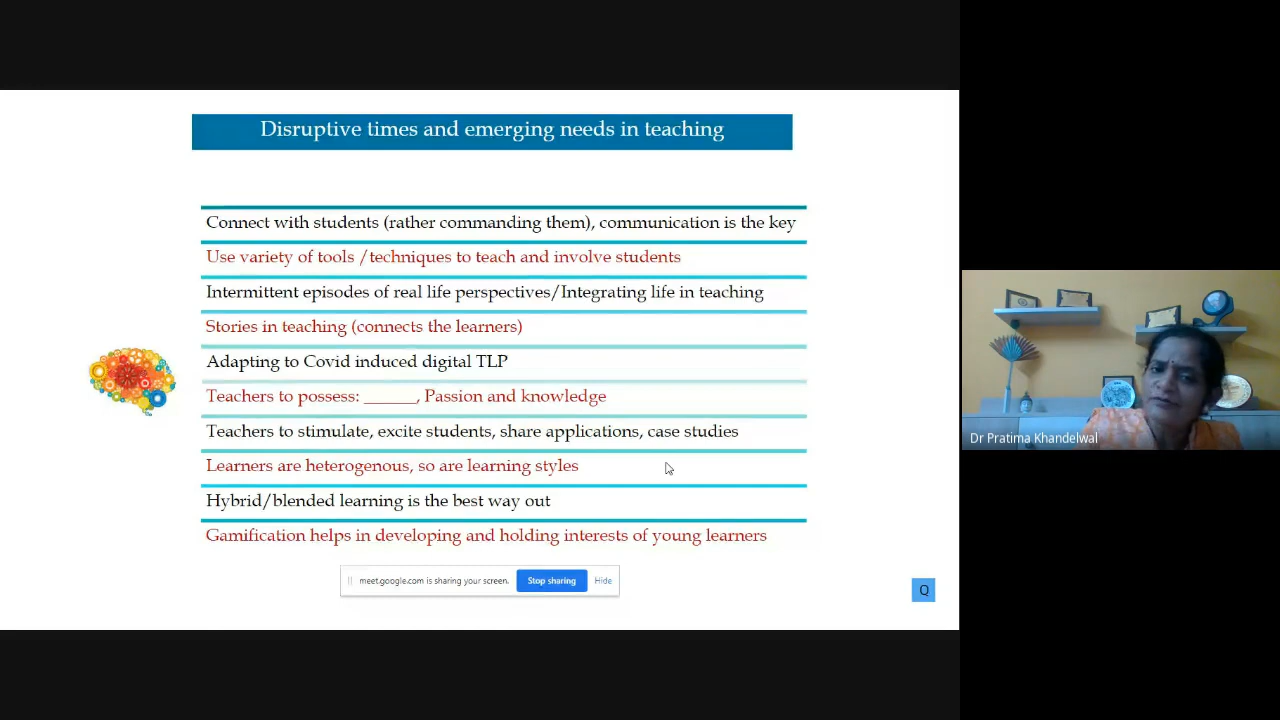 Disruptive times and emerging needs in teaching
Connect with students (rather commanding them), communication is the key
Use variety of tools /techniques to teach and involve students
Intermittent episodes of real life perspectives/Integrating life in teaching
Stories in teaching (connects the learners)
Adapting to Covid induced digital TLP
Teachers to possess: ______, Passion and knowledge
Teachers to stimulate, excite students, share applications, case studies
Learners are heterogenous, so are learning styles
Hybrid/blended learning is the best way out
Gamification helps in developing and holding interests of young learners
meet.google.com is sharing your screen. Stop sharing Hide
Q
Dr Pratima Khandelwal